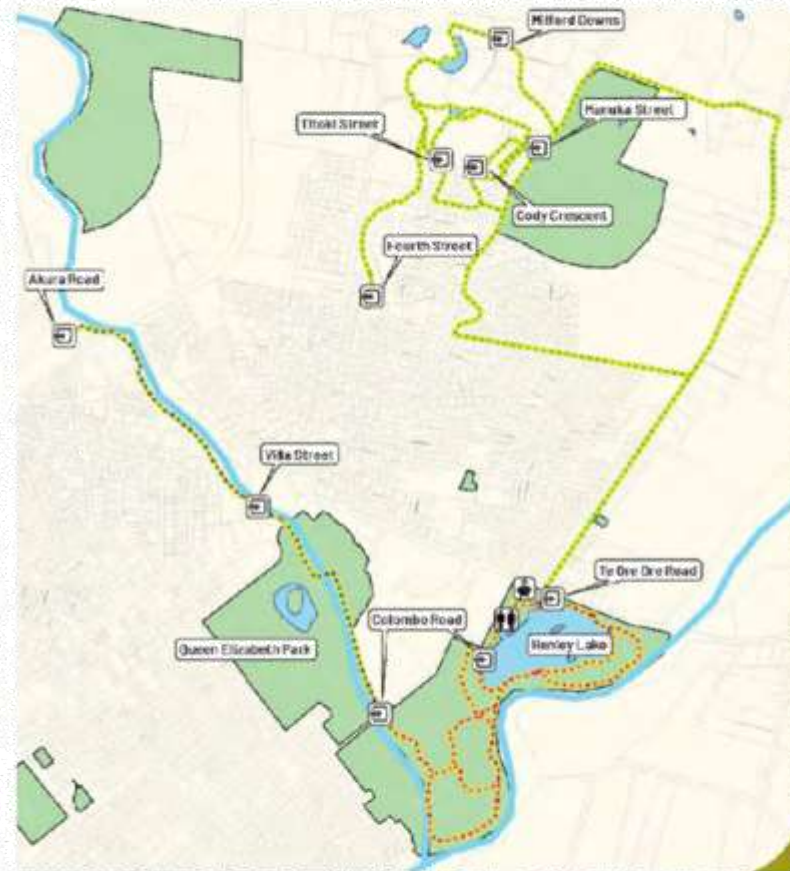 Milford Downs
Manuka Street
Titoki Street
Cody Crescent
Fourth Street
Akura Road
Villa Street
Te Ore Ore Road
Colombo Road
Queen Elizabeth Park
Henley Lake